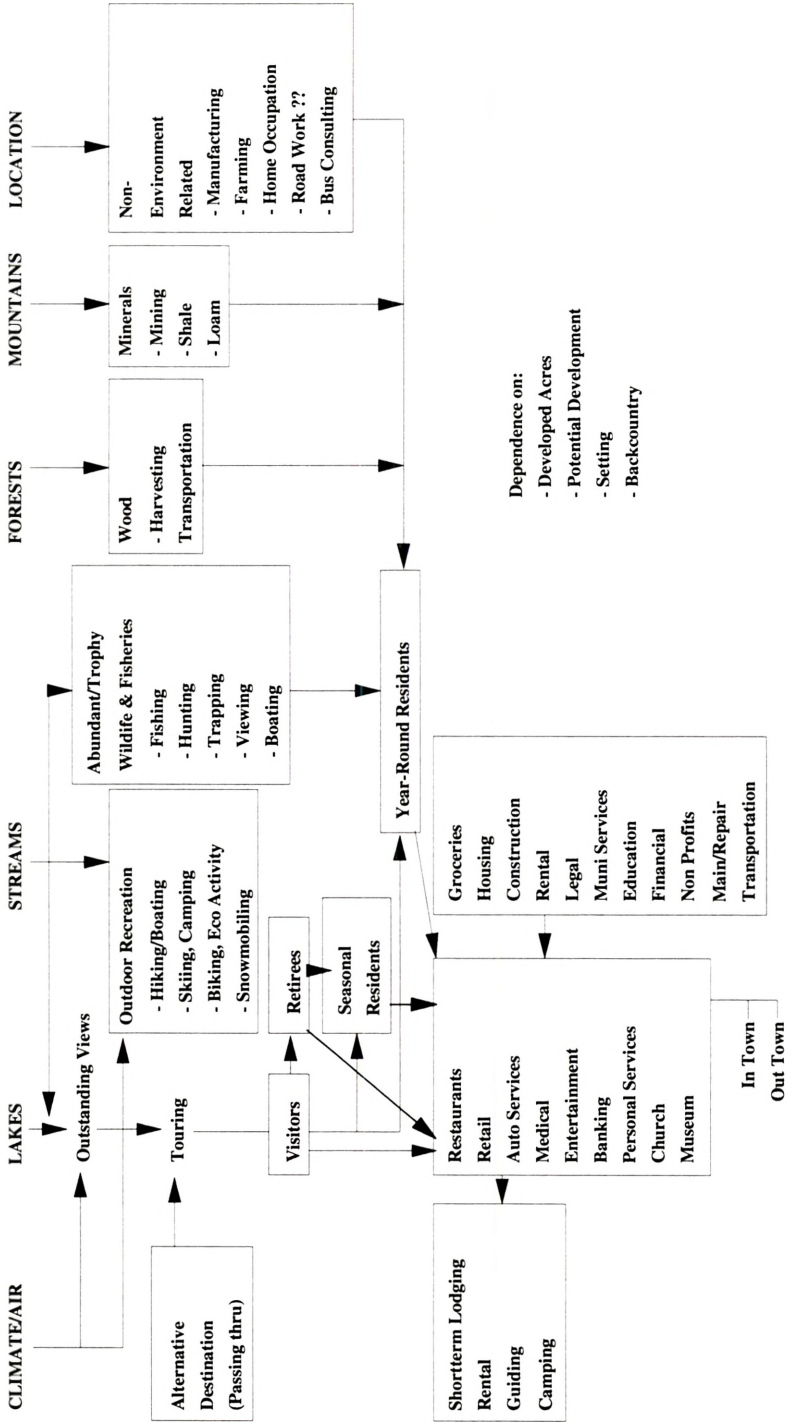 CLIMATE/AIR
LAKES
STREAMS
FORESTS
MOUNTAINS
LOCATION
Outstanding Views
Touring
Alternative
Destination
(Passing thru)
Outdoor Recreation
- Hiking/Boating
- Skiing, Camping
- Biking, Eco Activity
- Snowmobiling
Abundant/Trophy
Wildlife & Fisheries
- Fishing
- Hunting
- Trapping
- Viewing
- Boating
Wood
- Harvesting
Transportation
Minerals
- Mining
- Shale
- Loam
Non-
Environment
Related
- Manufacturing
- Farming
- Home Occupation
- Road Work ??
- Bus Consulting
Visitors
Retirees
Seasonal
Residents
Year-Round Residents
Shortterm Lodging
Rental
Guiding
Camping
Restaurants
Retail
Auto Services
Medical
Entertainment
Banking
Personal Services
Church
Museum
Groceries
Housing
Construction
Rental
Legal
Muni Services
Education
Financial
Non Profits
Main/Repair
Transportation
In Town
Out Town
Dependence on:
- Developed Acres
- Potential Development
- Setting
- Backcountry